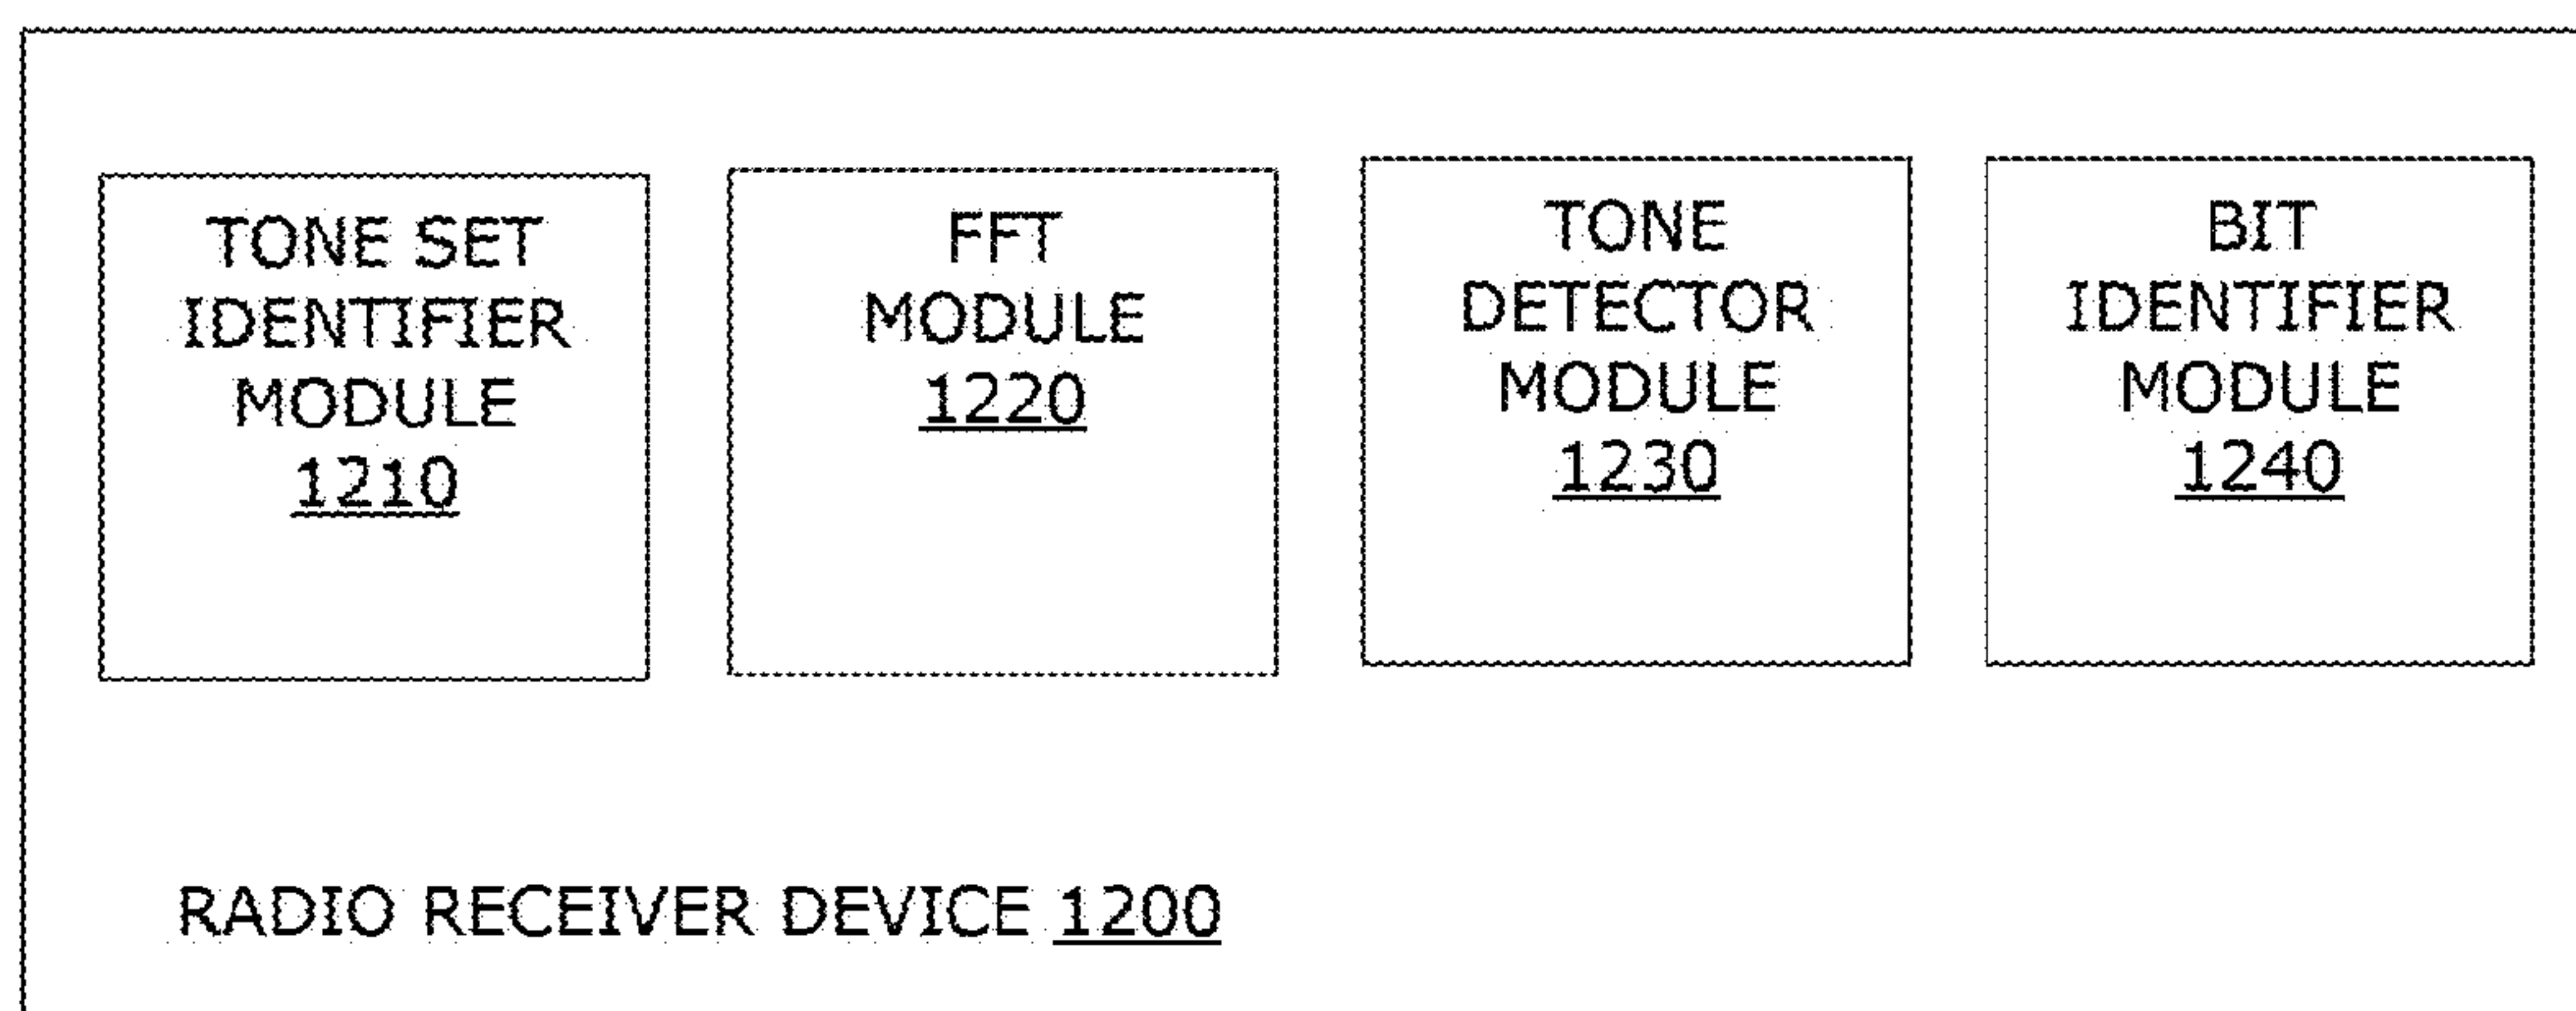 TONE SET
IDENTIFIER
MODULE
1210
FFT
MODULE
1220
TONE
DETECTOR
MODULE
1230
BIT
IDENTIFIER
MODULE
1240
RADIO RECEIVER DEVICE 1200